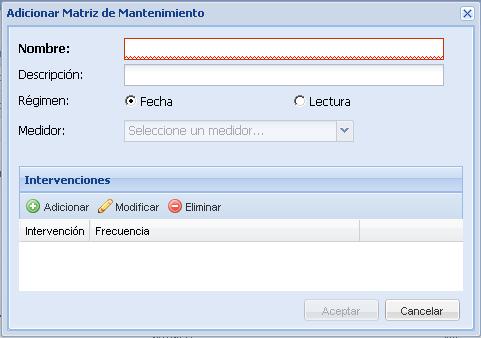 Adicionar Matriz de Mantenimiento
Nombre:
Descripción:
Régimen: Fecha Lectura
Medidor: Seleccione un medidor...
Intervenciones
Adicionar Modificar Eliminar
Intervención Frecuencia
Aceptar Cancelar